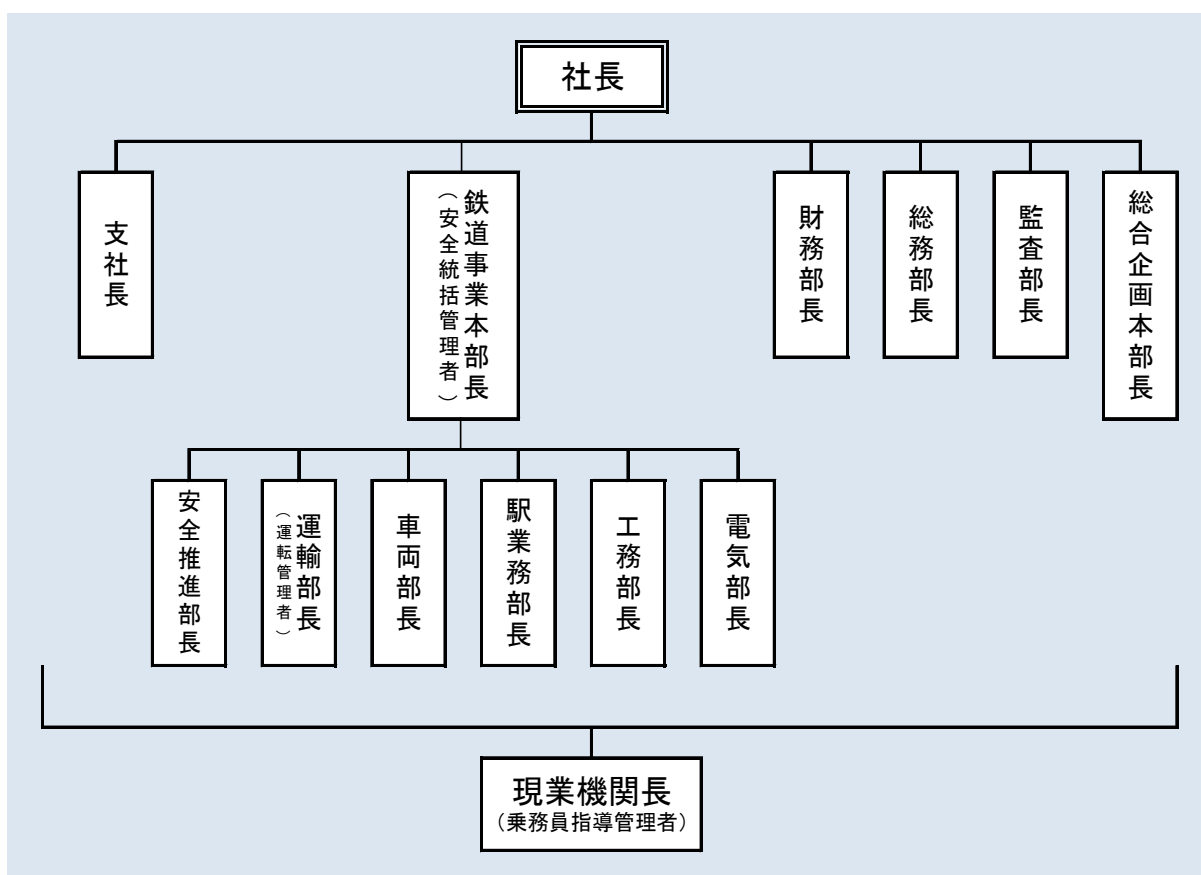 社長
支社長
鉄道事業本部長
（安全統括管理者）
財務部長
総務部長
監査部長
総合企画本部長
安全推進部長
運輸部長
（運転管理者）
車両部長
駅業務部長
工務部長
電気部長
現業機関長
（乗務員指導管理者）